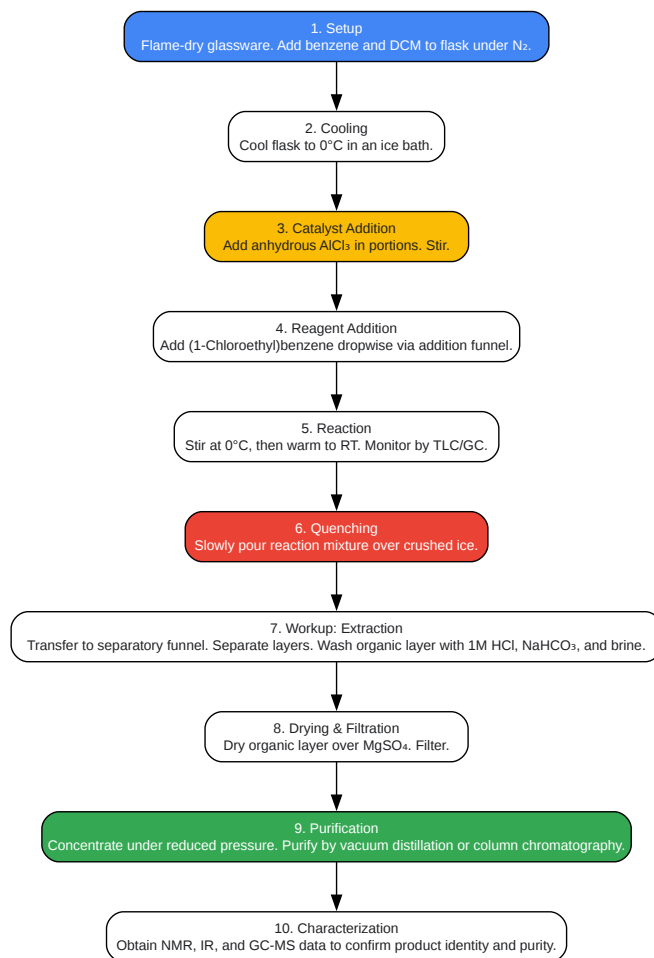 1. Setup
Flame-dry glassware. Add benzene and DCM to flask under N₂.
2. Cooling
Cool flask to 0°C in an ice bath.
3. Catalyst Addition
Add anhydrous AlCl₃ in portions. Stir.
4. Reagent Addition
Add (1-Chloroethyl)benzene dropwise via addition funnel.
5. Reaction
Stir at 0°C, then warm to RT. Monitor by TLC/GC.
6. Quenching
Slowly pour reaction mixture over crushed ice.
7. Workup: Extraction
Transfer to separatory funnel. Separate layers. Wash organic layer with 1M HCl, NaHCO₃, and brine.
8. Drying & Filtration
Dry organic layer over MgSO₄. Filter.
9. Purification
Concentrate under reduced pressure. Purify by vacuum distillation or column chromatography.
10. Characterization
Obtain NMR, IR, and GC-MS data to confirm product identity and purity.